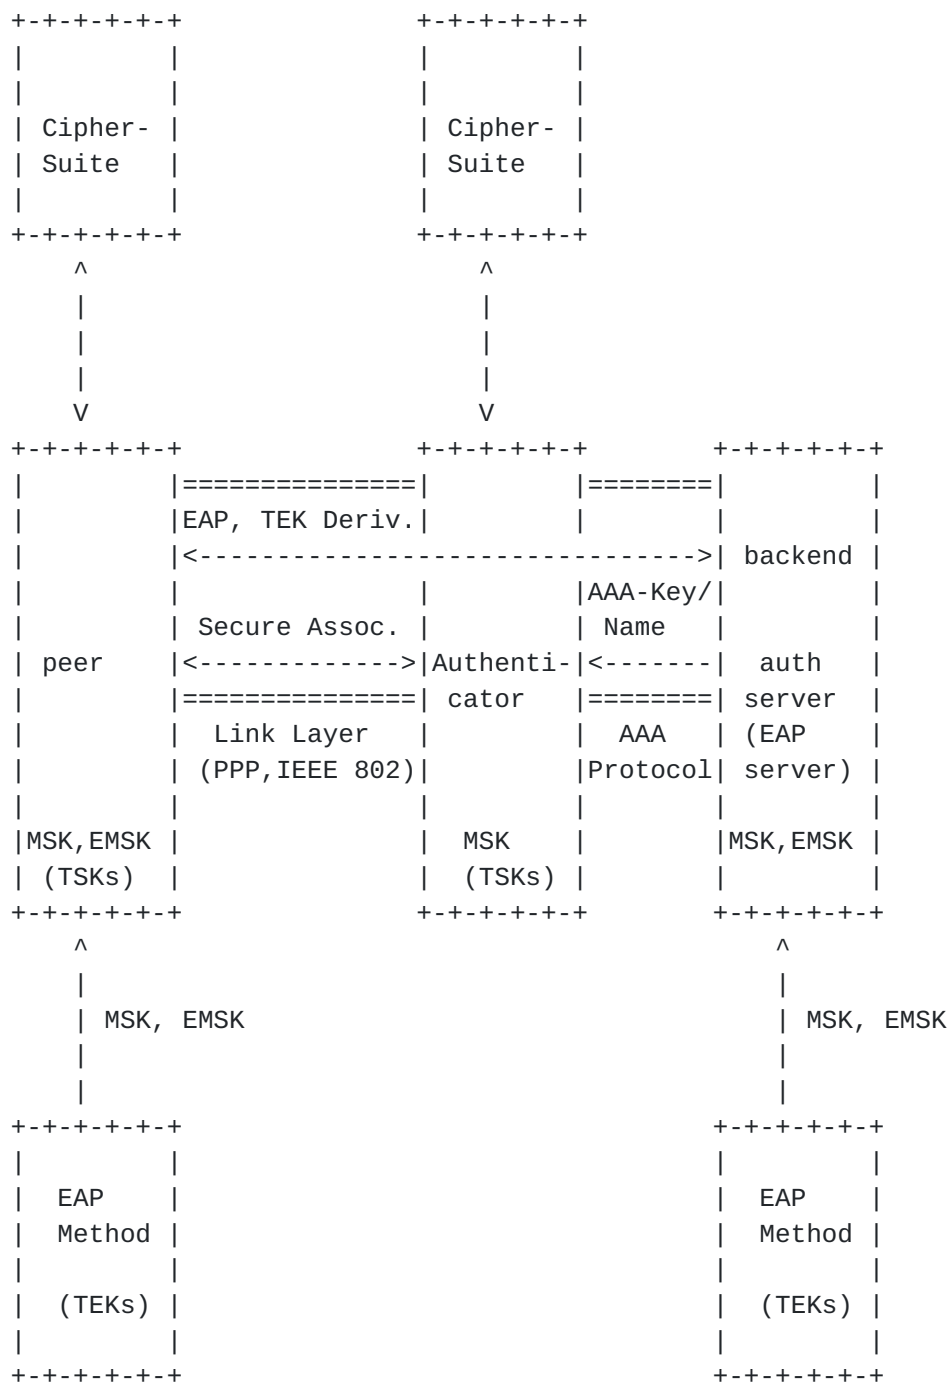 +-+-+-+-+-+               +-+-+-+-+-+
|         |               |         |
|         |               |         |
| Cipher- |               | Cipher- |
| Suite   |               | Suite   |
|         |               |         |
+-+-+-+-+-+               +-+-+-+-+-+
    ^                         ^
    |                         |
    |                         |
    |                         |
    V                         V
+-+-+-+-+-+               +-+-+-+-+-+        +-+-+-+-+-+
|         |===============|         |========|         |
|         |EAP, TEK Deriv.|         |        |         |
|         |<-------------------------------->| backend |
|         |               |         |AAA-Key/|         |
|         | Secure Assoc. |         | Name   |         |
| peer    |<------------->|Authenti-|<-------|  auth   |
|         |===============| cator   |========| server  |
|         |  Link Layer   |         |  AAA   | (EAP    |
|         | (PPP,IEEE 802)|         |Protocol| server) |
|         |               |         |        |         |
|MSK,EMSK |               |  MSK    |        |MSK,EMSK |
| (TSKs)  |               |  (TSKs) |        |         |
+-+-+-+-+-+               +-+-+-+-+-+        +-+-+-+-+-+
    ^                                            ^
    |                                            |
    | MSK, EMSK                                  | MSK, EMSK
    |                                            |
    |                                            |
+-+-+-+-+-+                                  +-+-+-+-+-+
|         |                                  |         |
|  EAP    |                                  |  EAP    |
|  Method |                                  |  Method |
|         |                                  |         |
|  (TEKs) |                                  |  (TEKs) |
|         |                                  |         |
+-+-+-+-+-+                                  +-+-+-+-+-+